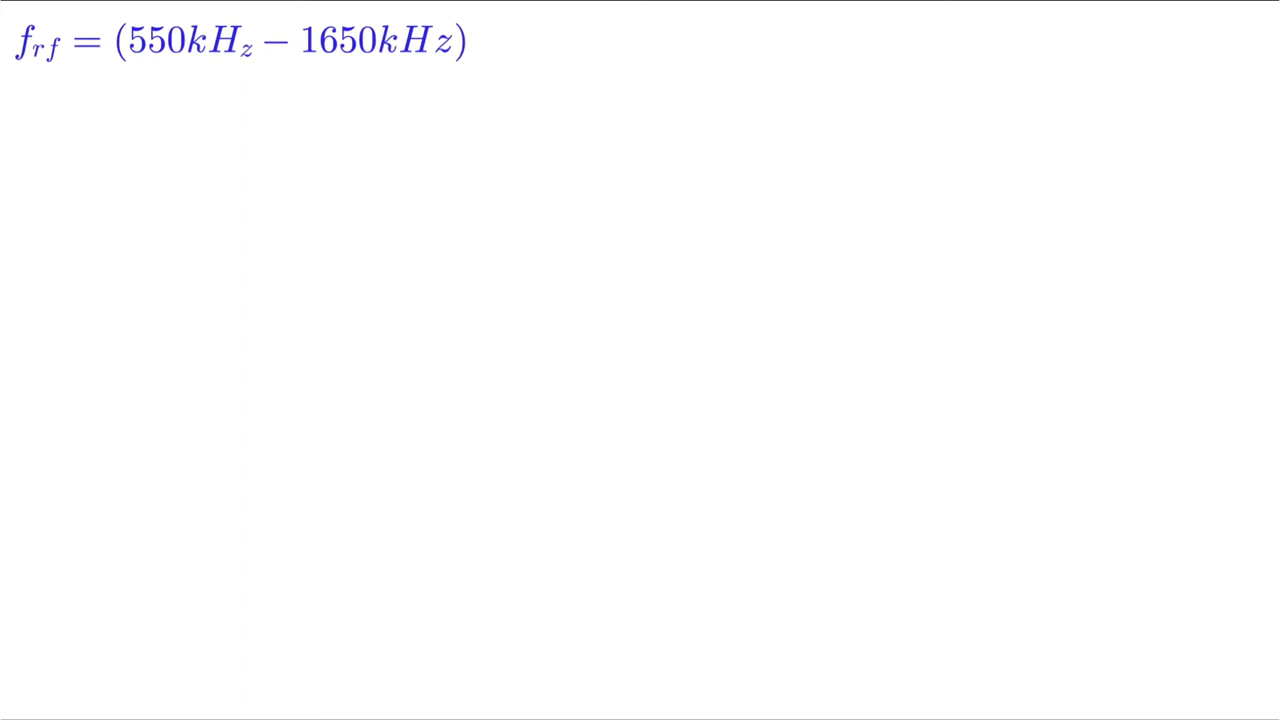 f_{rf} = (550kH_z − 1650kHz)